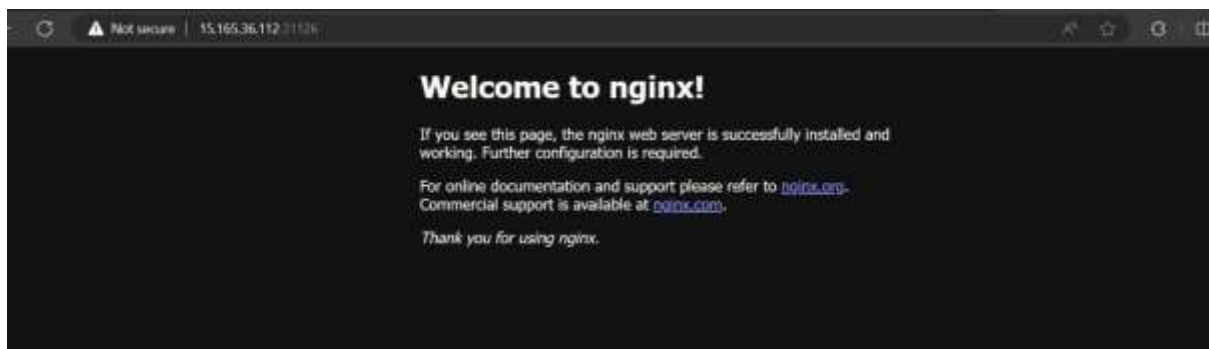 Not secure | 15.165.36.112
Welcome to nginx!
If you see this page, the nginx web server is successfully installed and
working. Further configuration is required.
For online documentation and support please refer to nginx.org.
Commercial support is available at nginx.com.
Thank you for using nginx.